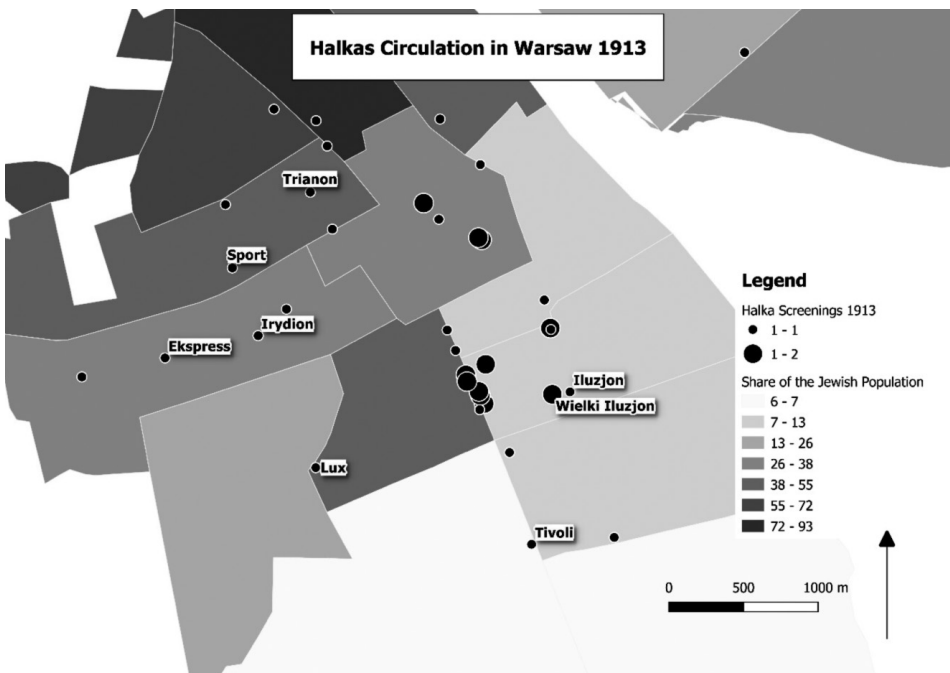 Halkas Circulation in Warsaw 1913
Trianon
Sport
Irydion
Ekspress
Iluzjon
Wielki Iluzjon
Lux
Tivoli
Legend
Halka Screenings 1913
1 - 1
1 - 2
Share of the Jewish Population
6 - 7
7 - 13
13 - 26
26 - 38
38 - 55
55 - 72
72 - 93
0 500 1000 m